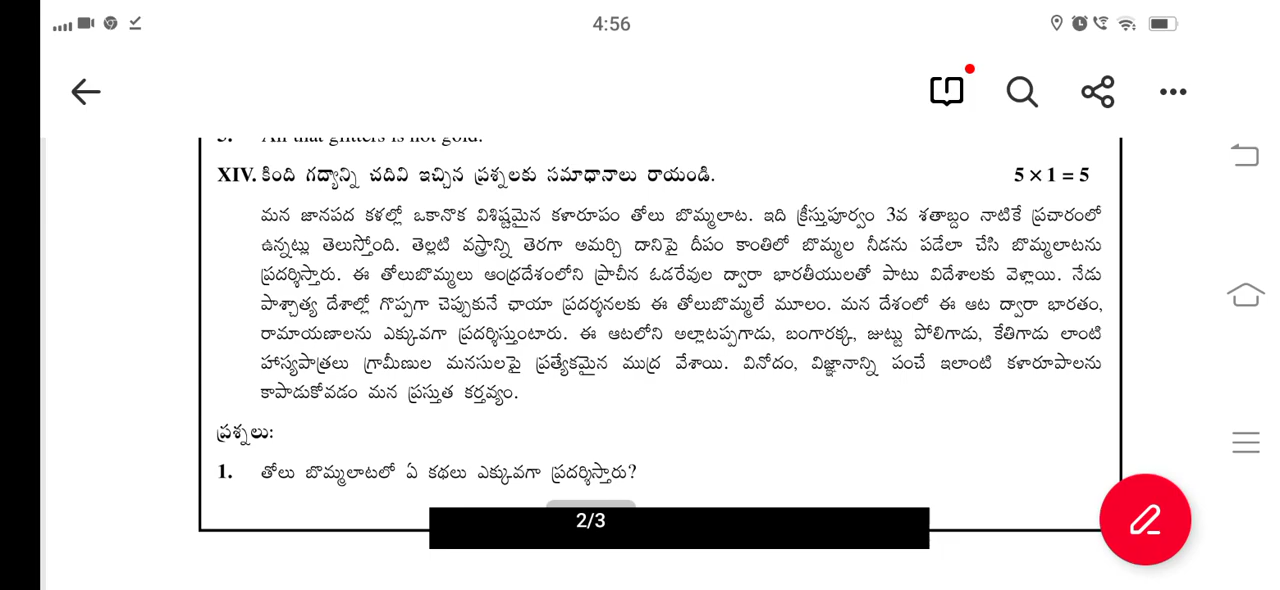 4:56
XIV. కింది గద్యాన్ని చదివి ఇచ్చిన ప్రశ్నలకు సమాధానాలు రాయండి. 5 × 1 = 5
మన జానపద కళల్లో ఒకానొక విశిష్టమైన కళారూపం తోలు బొమ్మలాట. ఇది క్రీస్తుపూర్వం 3వ శతాబ్దం నాటికే ప్రచారంలో
ఉన్నట్లు తెలుస్తోంది. తెల్లటి వస్త్రాన్ని తెరగా అమర్చి దానిపై దీపం కాంతిలో బొమ్మల నీడను పడేలా చేసి బొమ్మలాటను
ప్రదర్శిస్తారు. ఈ తోలుబొమ్మలు ఆంధ్రదేశంలోని ప్రాచీన ఓడరేవుల ద్వారా భారతీయులతో పాటు విదేశాలకు వెళ్లాయి. నేడు
పాశ్చాత్య దేశాల్లో గొప్పగా చెప్పుకునే ఛాయా ప్రదర్శనలకు ఈ తోలుబొమ్మలే మూలం. మన దేశంలో ఈ ఆట ద్వారా భారతం,
రామాయణాలను ఎక్కువగా ప్రదర్శిస్తుంటారు. ఈ ఆటలోని అల్లాటప్పగాడు, బంగారక్క, జుట్టు పోలిగాడు, కేతిగాడు లాంటి
హాస్యపాత్రలు గ్రామీణుల మనసులపై ప్రత్యేకమైన ముద్ర వేశాయి. వినోదం, విజ్ఞానాన్ని పంచే ఇలాంటి కళారూపాలను
కాపాడుకోవడం మన ప్రస్తుత కర్తవ్యం.
ప్రశ్నలు:
1. తోలు బొమ్మలాటలో ఏ కథలు ఎక్కువగా ప్రదర్శిస్తారు?
2/3